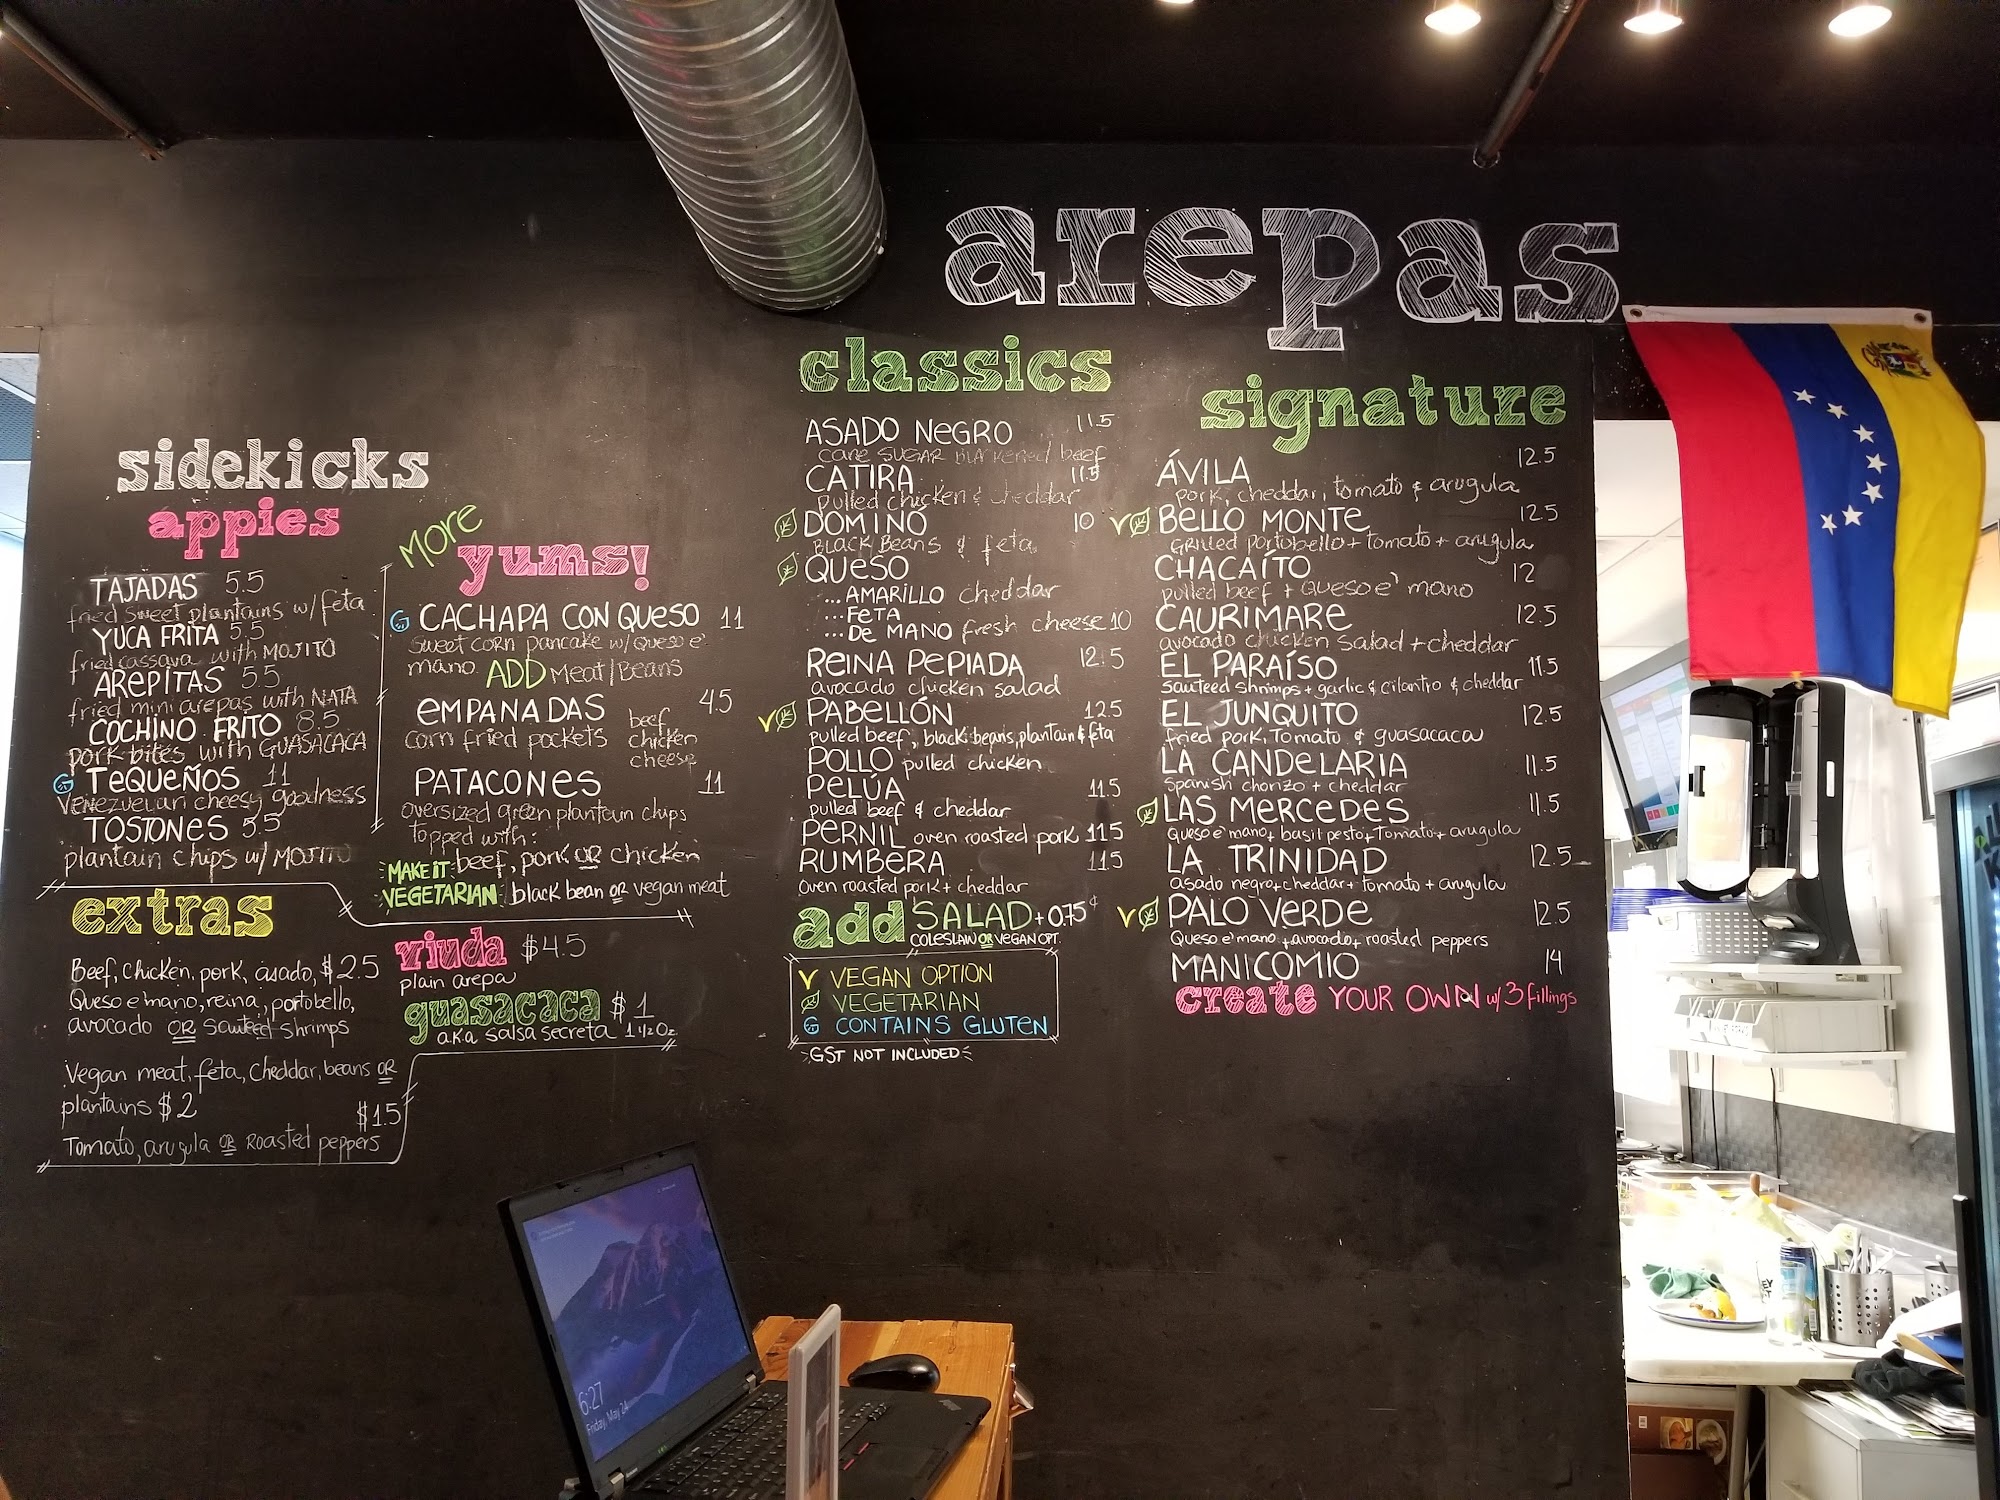 arepas
sidekicks
appies
TAJADAS 5.5
fried sweet plantains w/ feta
YUCA FRITA 5.5
fried cassava with MOJITO
AREPITAS 5.5
fried mini arepas with NATA
COCHINO FRITO 8.5
pork bites with GUASACACA
G TEQUEÑOS 11
VENEZUELAN cheesy goodness
TOSTONES 5.5
plantain chips w/ MOJITO
MORE
yums!
G CACHAPA CON QUESO 11
sweet corn pancake w/ QUESO e'
mano ADD Meat/Beans
EMPANADAS 4.5
corn fried pockets beef
chicken
cheese
PATACONES 11
oversized green plantain chips
topped with:
MAKE IT beef, pork OR chicken
VEGETARIAN black bean OR vegan meat
extras
Beef, chicken, pork, asado, $2.5
Queso e'mano, reina, portobello,
avocado OR sauteed shrimps
Vegan meat, feta, cheddar, beans OR
plantains $2
$1.5
Tomato, arugula OR Roasted peppers
viuda $4.5
plain arepa
guasacaca $1
a.k.a salsa secreta 1 1/2 Oz.
classics
ASADO NEGRO 11.5
CANE SUGAR BLACKENED beef
CATIRA 11.5
pulled chicken & cheddar
DOMINO 10
BLACK BEANS & feta
QUESO
...AMARILLO cheddar
...FETA
...De MANO fresh cheese 10
REINA PEPIADA 12.5
avocado chicken salad
V PABELLÓN 12.5
pulled beef, black beans, plantain & feta
POLLO pulled chicken
PELÚA 11.5
pulled beef & cheddar
PERNIL oven roasted pork 11.5
RUMBERA 11.5
Oven roasted pork + cheddar
add SALAD +0.75¢
COLESLAW OR VEGAN OPT.
V VEGAN OPTION
VEGETARIAN
G CONTAINS GLUTEN
GST NOT INCLUDED
signature
ÁVILA 12.5
pork, cheddar, tomato & arugula
V BELLO MONTE 12.5
GRilled portobello + tomato + arugula
CHACAÍTO 12
pulled beef + QUESO e' mano
CAURIMARE 12.5
avocado chicken salad + cheddar
EL PARAÍSO 11.5
Sauteed shrimps + garlic & cilantro & cheddar
EL JUNQUITO 12.5
fried pork, Tomato & guasacaca
LA CANDELARIA 11.5
Spanish chorizo + cheddar
LAS MERCEDES 11.5
Queso e'mano + basil pesto + Tomato + arugula
LA TRINIDAD 12.5
asado negro + cheddar + tomato + arugula
V PALO VERDE 12.5
Queso e'mano + avocado + roasted peppers
MANICOMIO 14
create YOUR OWN w/ 3 fillings
6:27
Friday, May 24